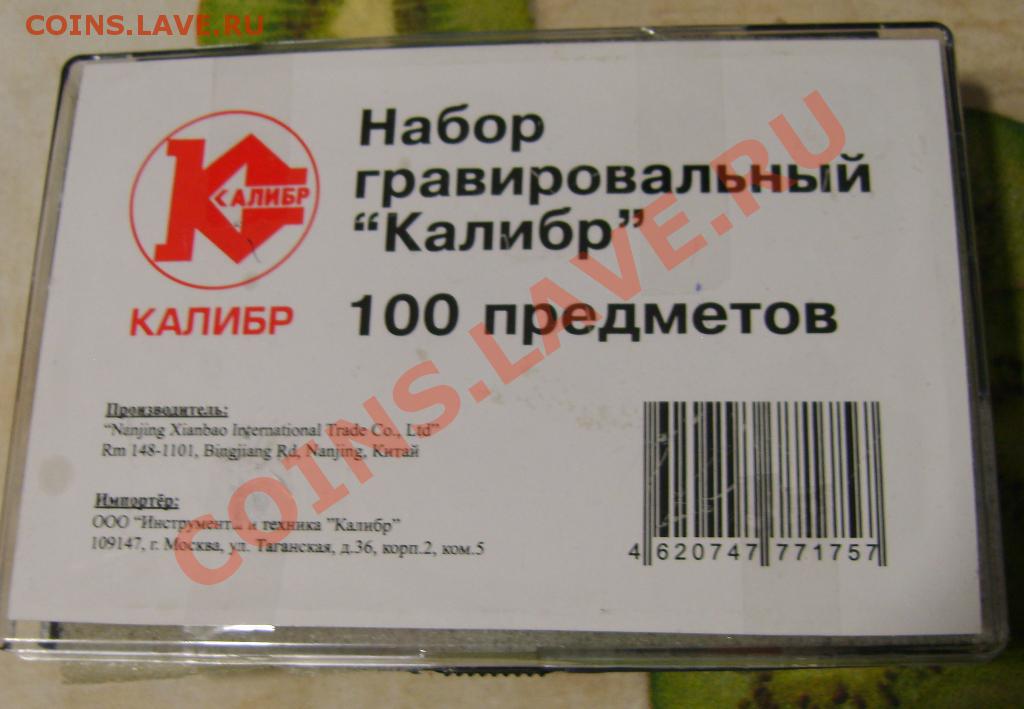 COINS.LAVE.RU
КАЛИБР
КАЛИБР
Набор
гравировальный
“Калибр”
100 предметов
Производитель:
“Nanjing Xianbao International Trade Co., Ltd”
Rm 148-1101, Bingjiang Rd, Nanjing, Китай
Импортёр:
ООО “Инструменты и техника ”Калибр”
109147, г. Москва, ул. Таганская, д.36, корп.2, ком.5
4 620747 771757
COINS.LAVE.RU